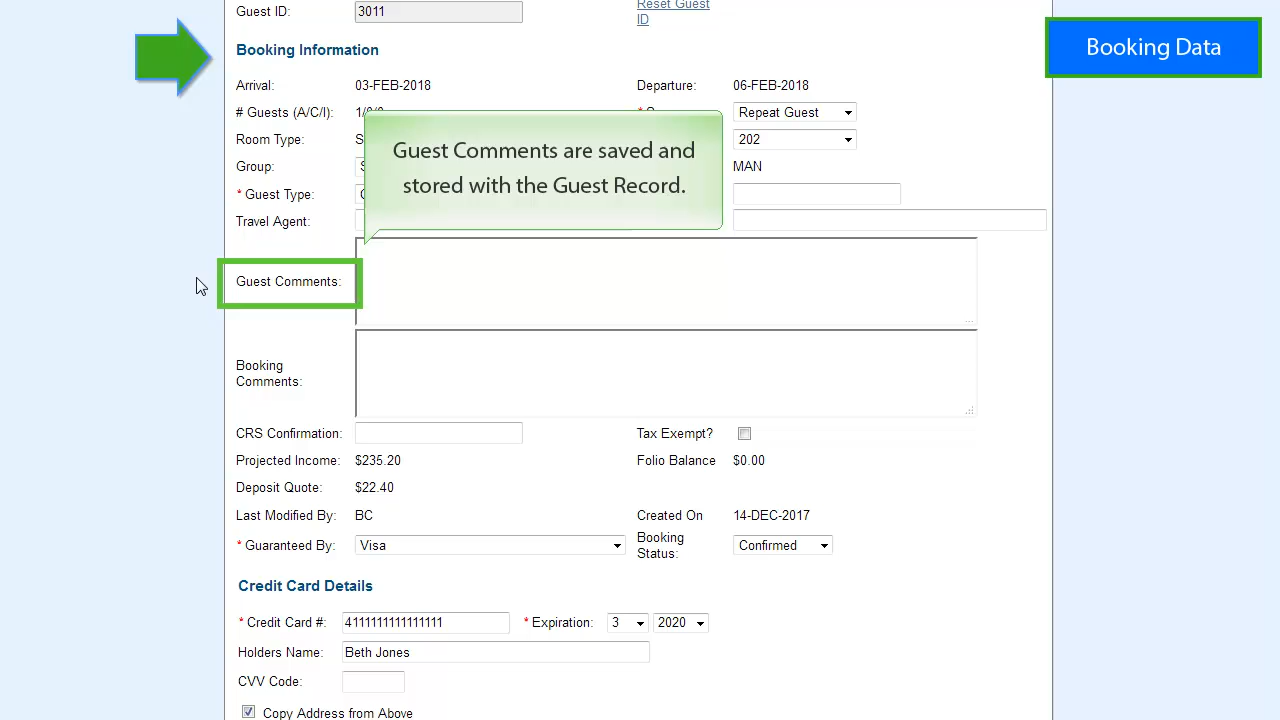 Guest ID: 3011 Reset Guest ID
Booking Data
Booking Information
Arrival: 03-FEB-2018 Departure: 06-FEB-2018
# Guests (A/C/I): Repeat Guest
Room Type: 202
Group: MAN
* Guest Type:
Travel Agent:
Guest Comments are saved and
stored with the Guest Record.
Guest Comments:
Booking
Comments:
CRS Confirmation: Tax Exempt?
Projected Income: $235.20 Folio Balance $0.00
Deposit Quote: $22.40
Last Modified By: BC Created On 14-DEC-2017
* Guaranteed By: Visa Booking Status: Confirmed
Credit Card Details
* Credit Card #: 4111111111111111 * Expiration: 3 2020
Holders Name: Beth Jones
CVV Code:
Copy Address from Above